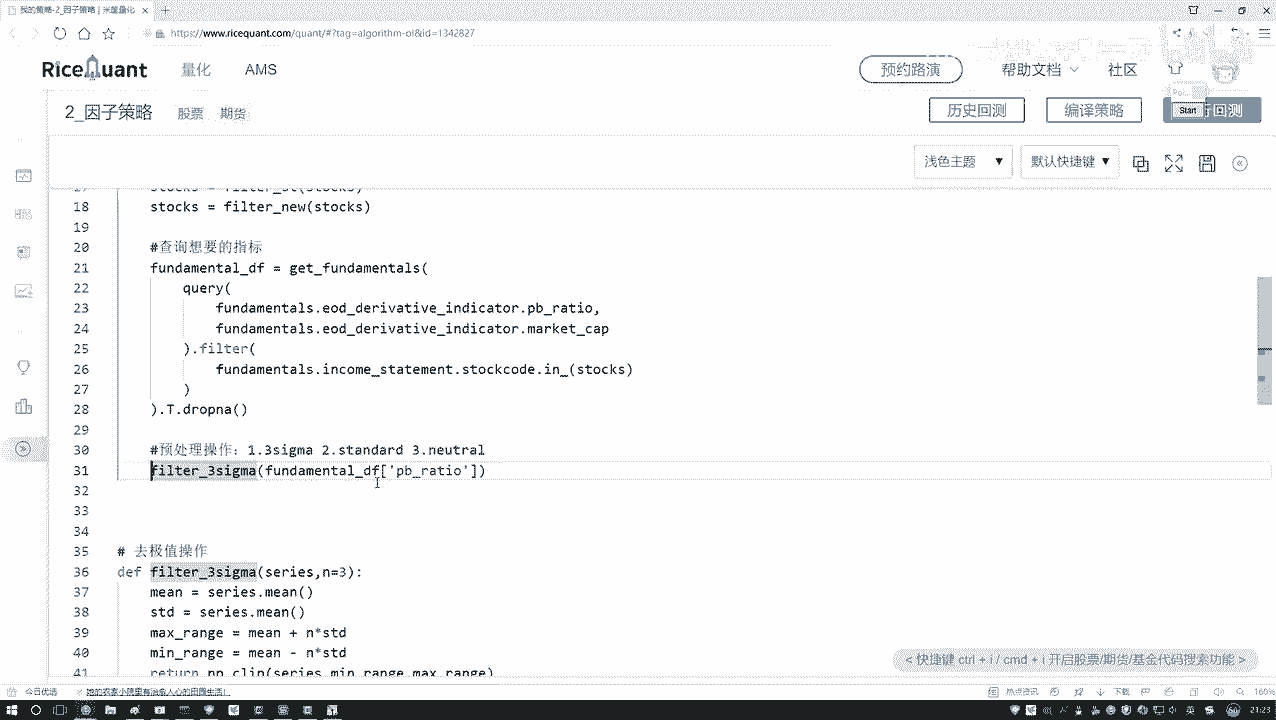 我的策略-2_因子策略 | 米筐量化
https://www.ricequant.com/quant/#?tag=algorithm-ol&id=1342827
RiceQuant 量化 AMS 预约路演 帮助文档 社区
2_因子策略 股票 期货 历史回测 编译策略 Start 回测
浅色主题 默认快捷键
17 stocks = filter_st(stocks)
18 stocks = filter_new(stocks)
19
20 #查询想要的指标
21 fundamental_df = get_fundamentals(
22 query(
23 fundamentals.eod_derivative_indicator.pb_ratio,
24 fundamentals.eod_derivative_indicator.market_cap
25 ).filter(
26 fundamentals.income_statement.stockcode.in_(stocks)
27 )
28 ).T.dropna()
29
30 #预处理操作：1.3sigma 2.standard 3.neutral
31 filter_3sigma(fundamental_df['pb_ratio'])
32
33
34
35 # 去极值操作
36 def filter_3sigma(series,n=3):
37 mean = series.mean()
38 std = series.mean()
39 max_range = mean + n*std
40 min_range = mean - n*std
41 return np.clip(series,min_range,max_range)
< 快捷键 ctrl + i / cmd + i 开启股票/期货/基金代码搜索功能 >
今日优选 热点资讯 下载 160%
21:23